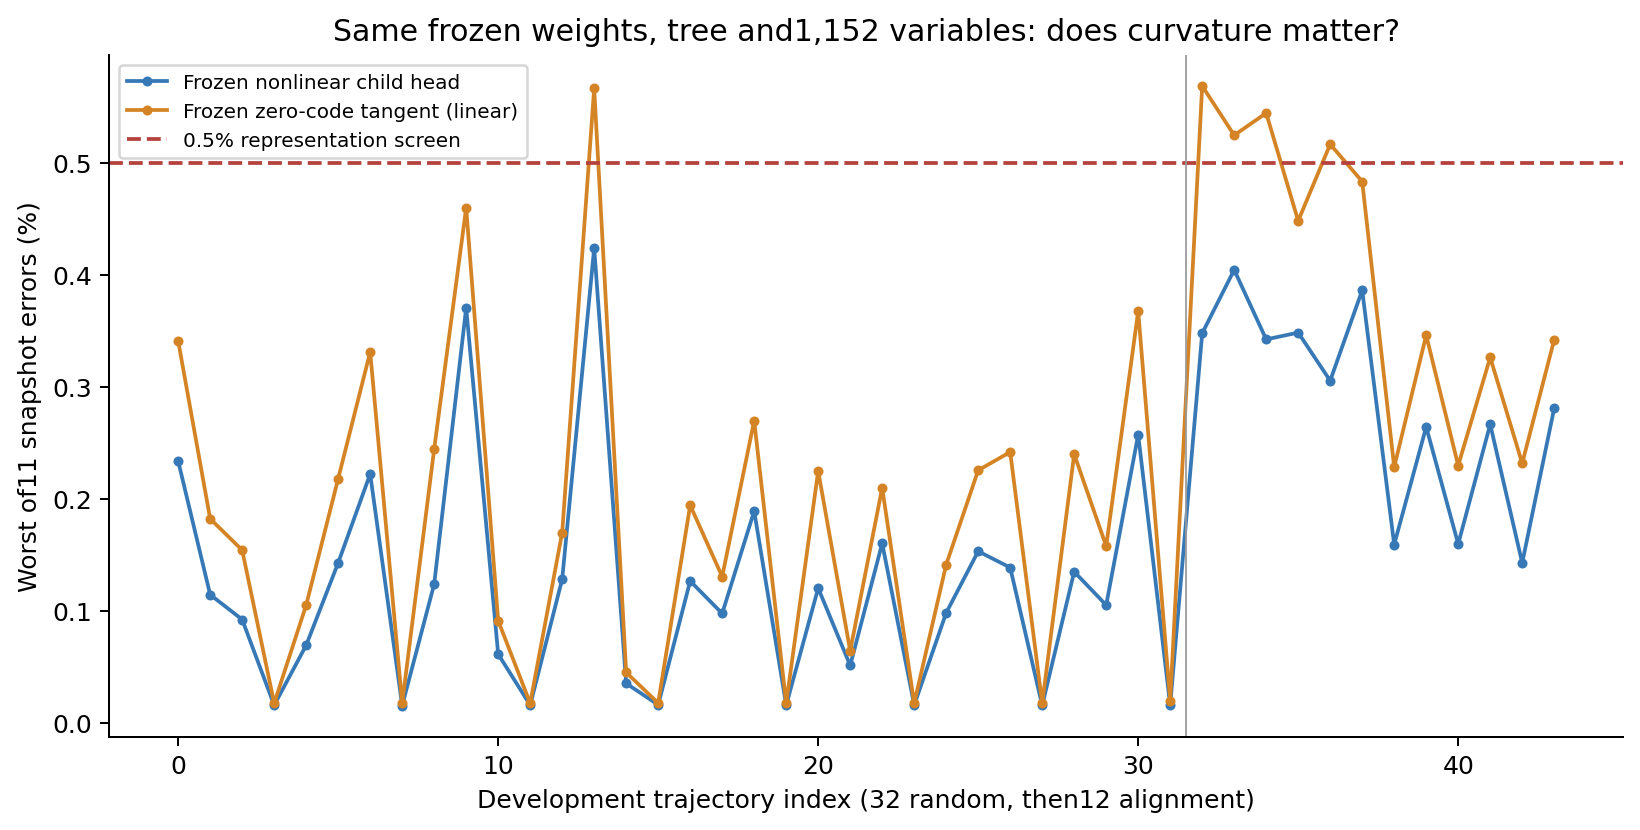 Same frozen weights, tree and1,152 variables: does curvature matter?
Frozen nonlinear child head
Frozen zero-code tangent (linear)
0.5% representation screen
Worst of11 snapshot errors (%)
0.5
0.4
0.3
0.2
0.1
0.0
0 10 20 30 40
Development trajectory index (32 random, then12 alignment)